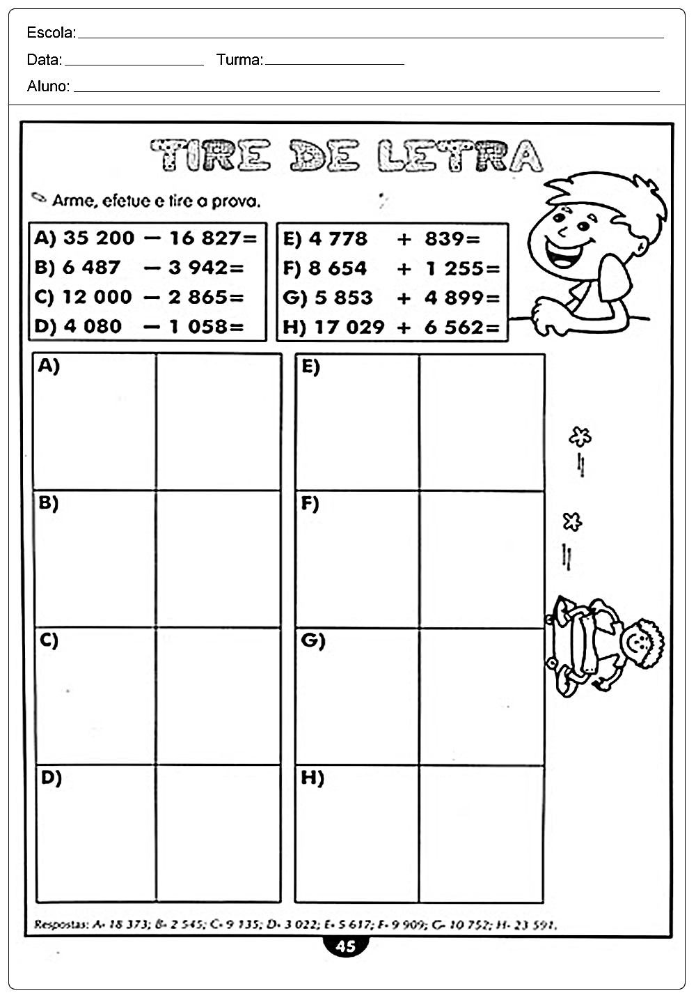 Escola:
Data: Turma:
Aluno:
TIRE DE LETRA
Arme, efetue e tire a prova.
A) 35 200 — 16 827=
B) 6 487 — 3 942=
C) 12 000 — 2 865=
D) 4 080 — 1 058=
E) 4 778 + 839=
F) 8 654 + 1 255=
G) 5 853 + 4 899=
H) 17 029 + 6 562=
A)
B)
C)
D)
E)
F)
G)
H)
Respostas: A- 18 373; B- 2 545; C- 9 135; D- 3 022; E- 5 617; F- 9 909; G- 10 752; H- 23 591.
45